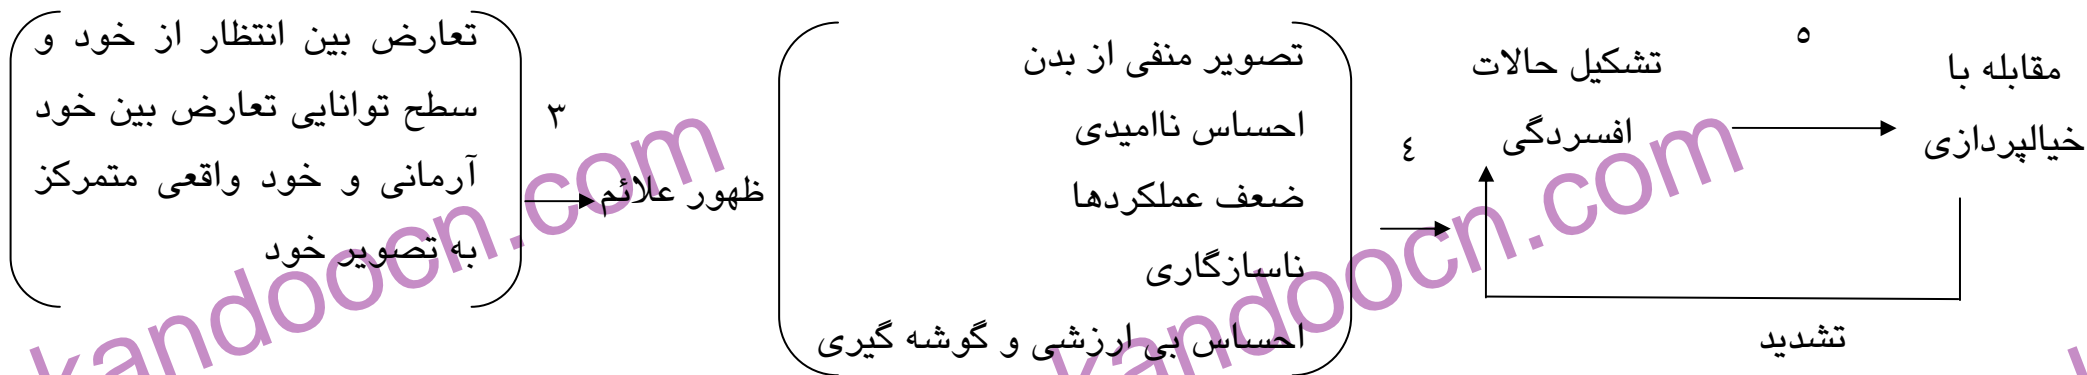 تعارض بین انتظار از خود و
سطح توانایی تعارض بین خود
آرمانی و خود واقعی متمرکز
به تصویر خود
۳
ظهور علائم
تصویر منفی از بدن
احساس ناامیدی
ضعف عملکردها
ناسازگاری
احساس بی ارزشی و گوشه گیری
٤
تشکیل حالات
افسردگی
٥
مقابله با
خیالپردازی
تشدید
kandoocn.com
kandoocn.com